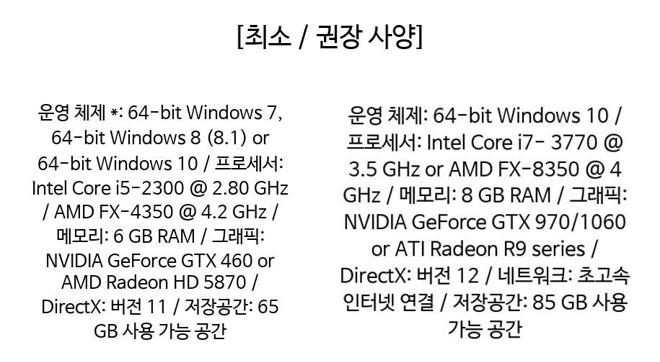 [최소 / 권장 사양]
운영 체제 *: 64-bit Windows 7,
64-bit Windows 8 (8.1) or
64-bit Windows 10 / 프로세서:
Intel Core i5-2300 @ 2.80 GHz
/ AMD FX-4350 @ 4.2 GHz /
메모리: 6 GB RAM / 그래픽:
NVIDIA GeForce GTX 460 or
AMD Radeon HD 5870 /
DirectX: 버전 11 / 저장공간: 65
GB 사용 가능 공간
운영 체제: 64-bit Windows 10 /
프로세서: Intel Core i7- 3770 @
3.5 GHz or AMD FX-8350 @ 4
GHz / 메모리: 8 GB RAM / 그래픽:
NVIDIA GeForce GTX 970/1060
or ATI Radeon R9 series /
DirectX: 버전 12 / 네트워크: 초고속
인터넷 연결 / 저장공간: 85 GB 사용
가능 공간